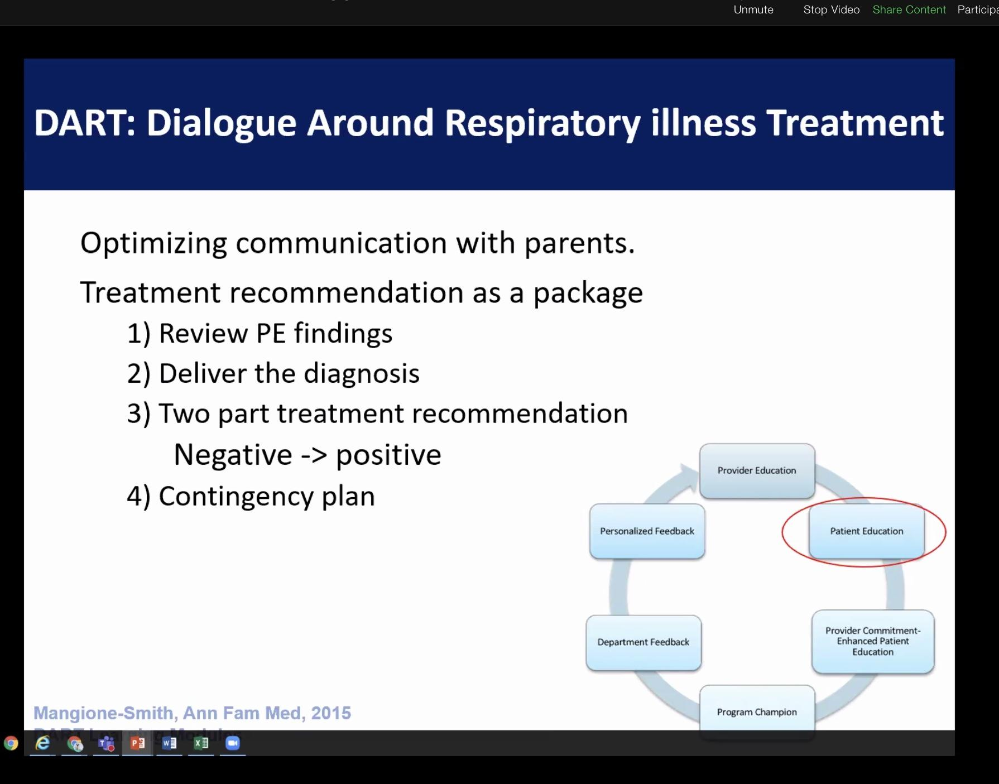 Unmute Stop Video Share Content
DART: Dialogue Around Respiratory illness Treatment
Optimizing communication with parents.
Treatment recommendation as a package
1) Review PE findings
2) Deliver the diagnosis
3) Two part treatment recommendation
Negative -> positive
4) Contingency plan
Provider Education
Patient Education
Provider Commitment-
Enhanced Patient
Education
Program Champion
Department Feedback
Personalized Feedback
Mangione-Smith, Ann Fam Med, 2015
DART Learning Modules